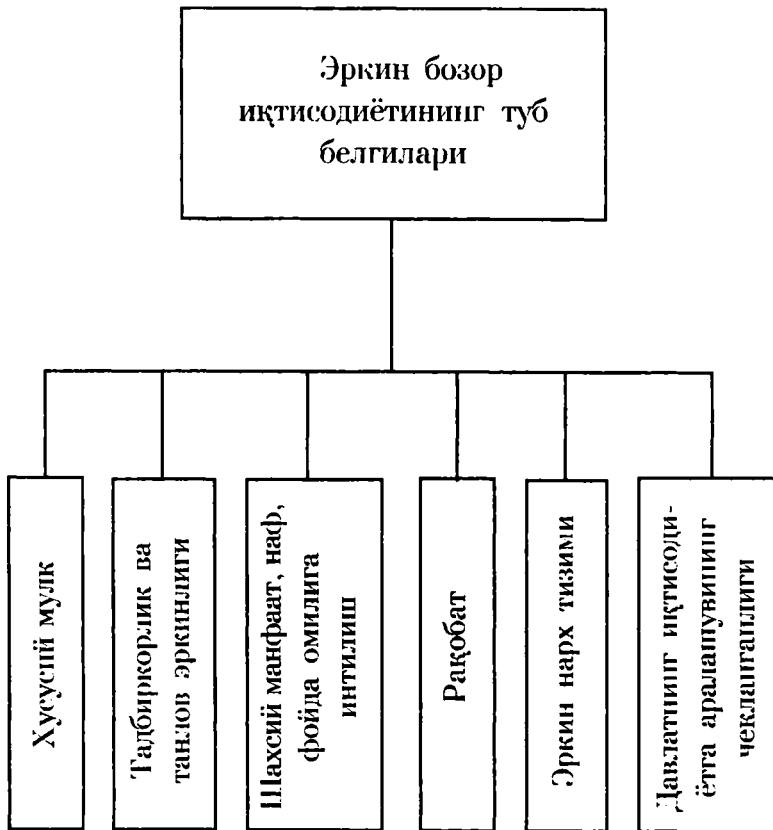 Эркин бозор
иқтисодиётининг туб
белгилари
Хусусий мулк
Тадбиркорлик ва
танлов эркинлиги
Шахсий манфаат, наф,
фойда омилига
интилиш
Рақобат
Эркин нарх тизими
Давлатнинг иқтисоди-
ётга аралашувининг
чекланганлиги